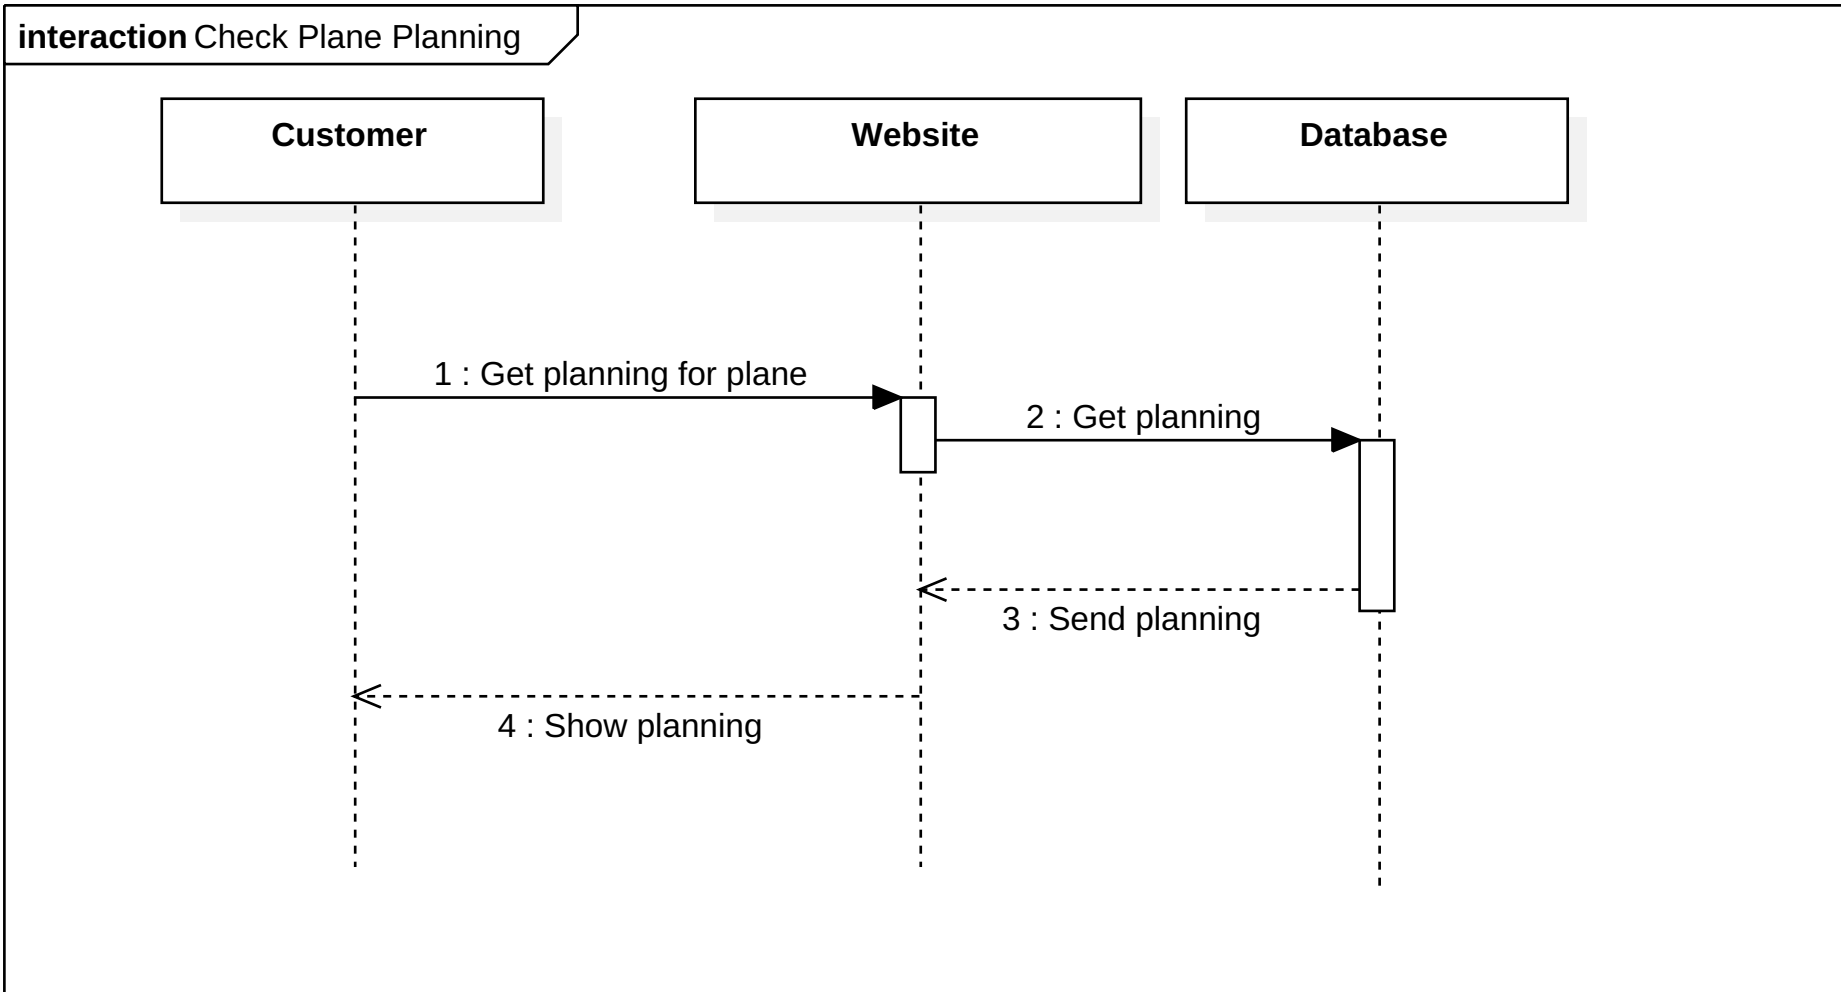 interaction Check Plane Planning
Customer
Website
Database
1 : Get planning for plane
2 : Get planning
3 : Send planning
4 : Show planning